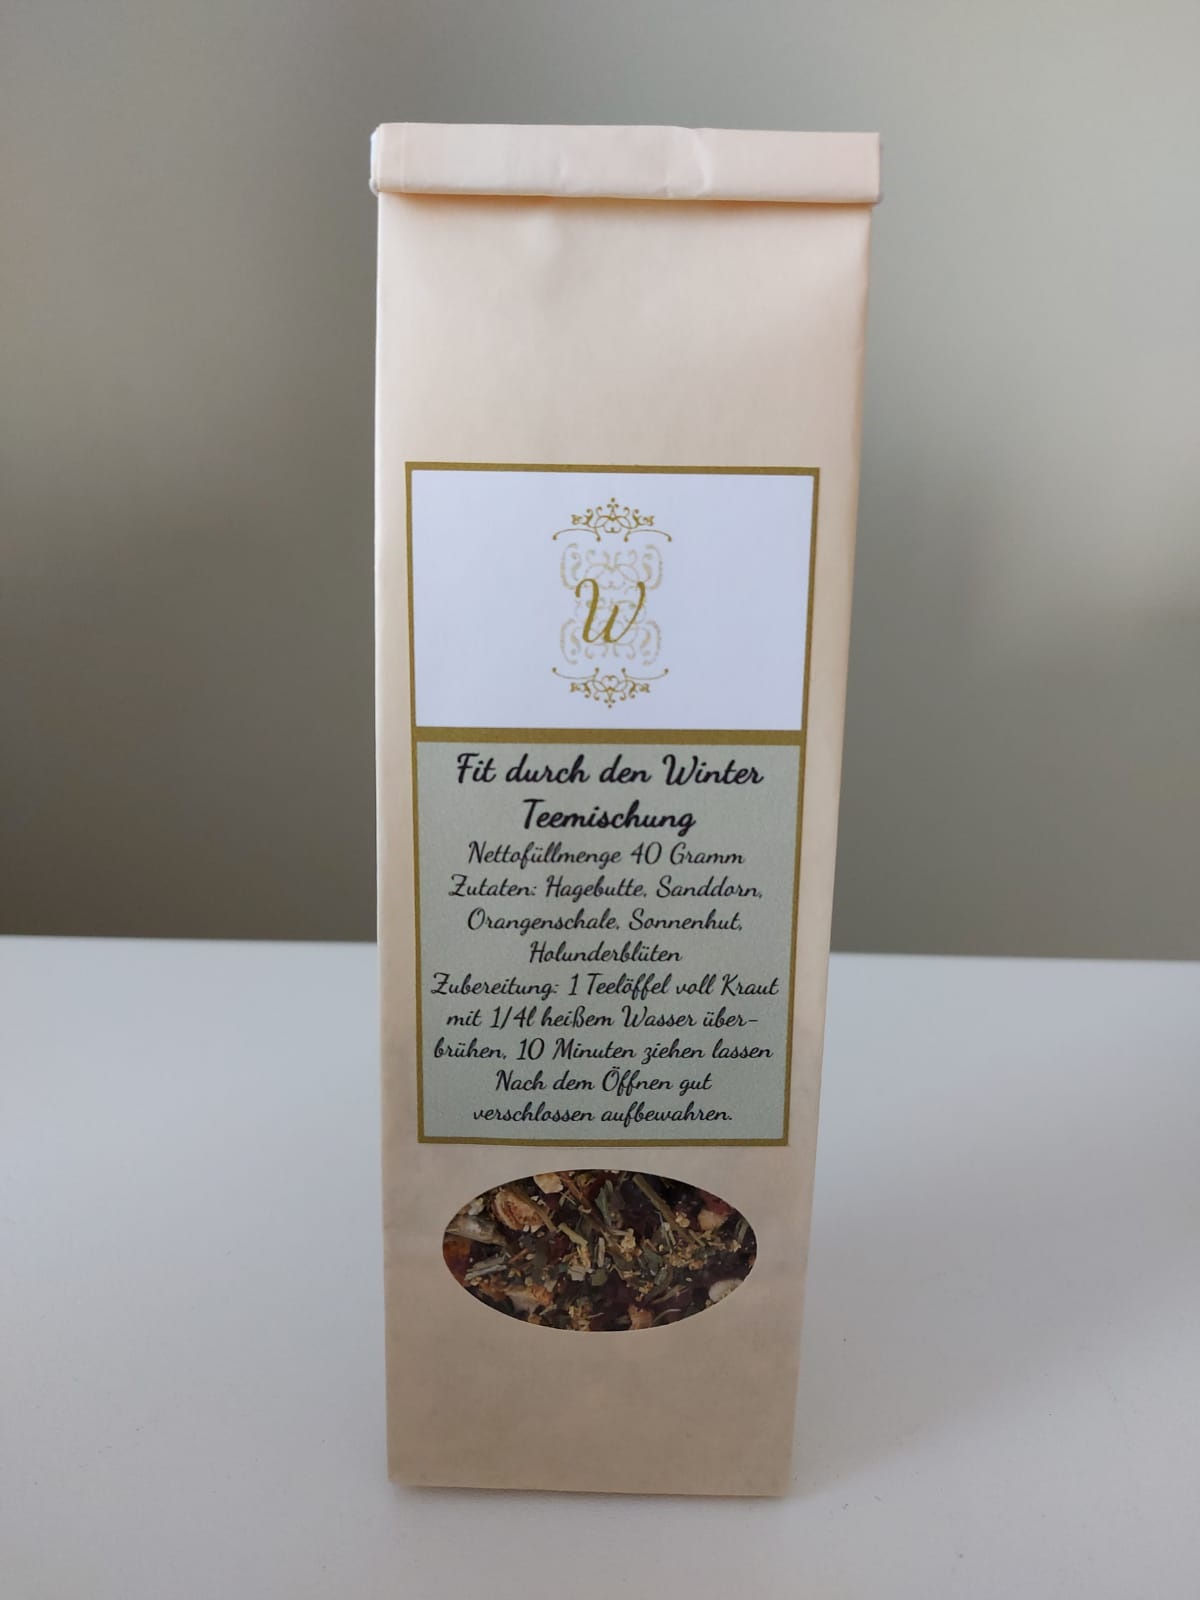 W
Fit durch den Winter
Teemischung
Nettofüllmenge 40 Gramm
Zutaten: Hagebutte, Sanddorn,
Orangenschale, Sonnenhut,
Holunderblüten
Zubereitung: 1 Teelöffel voll Kraut
mit 1/4l heißem Wasser über-
brühen, 10 Minuten ziehen lassen
Nach dem Öffnen gut
verschlossen aufbewahren.